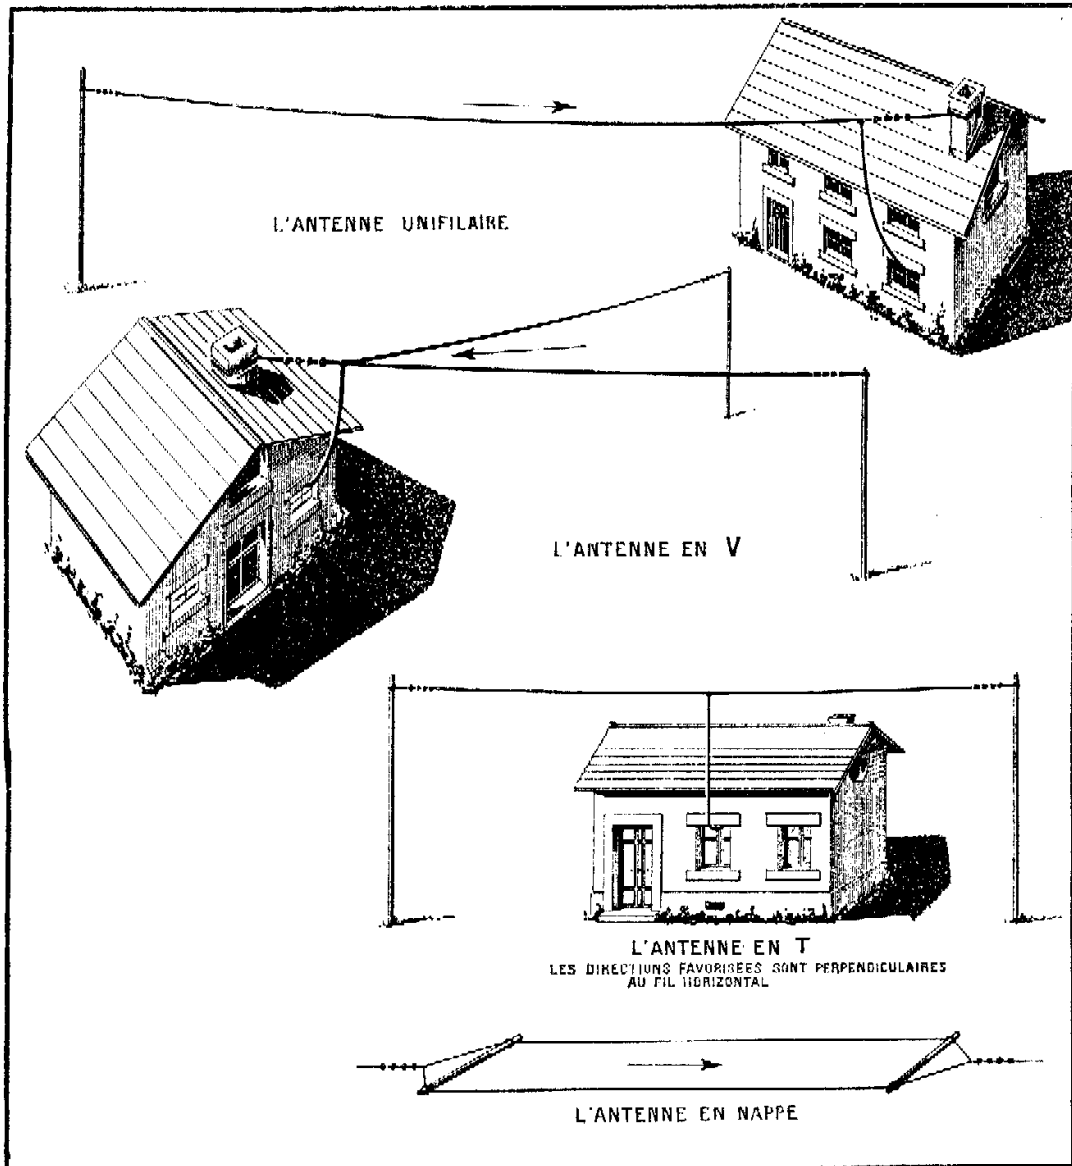 L'ANTENNE UNIFILAIRE
L'ANTENNE EN V
L'ANTENNE EN T
LES DIRECTIONS FAVORISÉES SONT PERPENDICULAIRES
AU FIL HORIZONTAL
L'ANTENNE EN NAPPE